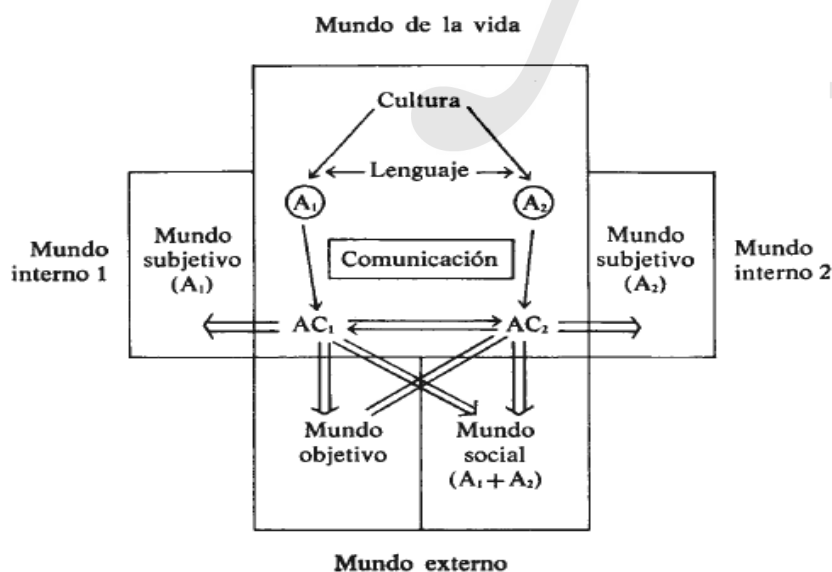 Mundo de la vida
Cultura
Lenguaje
A₁
A₂
Mundo
interno 1
Mundo
subjetivo
(A₁)
Comunicación
Mundo
subjetivo
(A₂)
Mundo
interno 2
AC₁
AC₂
Mundo
objetivo
Mundo
social
(A₁ + A₂)
Mundo externo